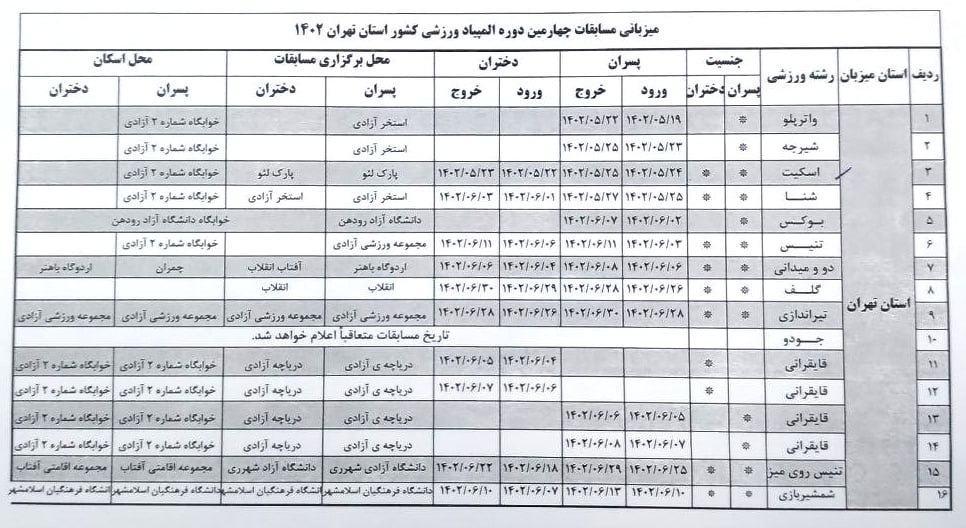 میزبانی مسابقات چهارمین دوره المپیاد ورزشی کشور استان تهران ۱۴۰۲
ردیف استان میزبان رشته ورزشی جنسیت پسران دختران محل برگزاری مسابقات محل اسکان
پسران دختران ورود خروج ورود خروج پسران دختران پسران دختران
استان تهران
۱ واترپلو * ۱۴۰۲/۰۵/۱۹ ۱۴۰۲/۰۵/۲۲ استخر آزادی خوابگاه شماره ۲ آزادی
۲ شیرجه * ۱۴۰۲/۰۵/۲۳ ۱۴۰۲/۰۵/۲۵ استخر آزادی خوابگاه شماره ۲ آزادی
۳ اسکیت * * ۱۴۰۲/۰۵/۲۴ ۱۴۰۲/۰۵/۲۵ ۱۴۰۲/۰۵/۲۲ ۱۴۰۲/۰۵/۲۳ پارک لئو پارک لئو خوابگاه شماره ۲ آزادی
۴ شنا * * ۱۴۰۲/۰۵/۲۵ ۱۴۰۲/۰۵/۲۷ ۱۴۰۲/۰۶/۰۱ ۱۴۰۲/۰۶/۰۳ استخر آزادی استخر آزادی خوابگاه شماره ۲ آزادی
۵ بوکس * ۱۴۰۲/۰۶/۰۲ ۱۴۰۲/۰۶/۰۷ دانشگاه آزاد رودهن خوابگاه دانشگاه آزاد رودهن
۶ تنیس * * ۱۴۰۲/۰۶/۰۳ ۱۴۰۲/۰۶/۱۱ ۱۴۰۲/۰۶/۰۶ ۱۴۰۲/۰۶/۱۱ مجموعه ورزشی آزادی خوابگاه شماره ۲ آزادی
۷ دو و میدانی * * ۱۴۰۲/۰۶/۰۶ ۱۴۰۲/۰۶/۰۸ ۱۴۰۲/۰۶/۰۴ ۱۴۰۲/۰۶/۰۶ اردوگاه باهنر آفتاب انقلاب چمران اردوگاه باهنر
۸ گلف * * ۱۴۰۲/۰۶/۲۶ ۱۴۰۲/۰۶/۲۸ ۱۴۰۲/۰۶/۲۹ ۱۴۰۲/۰۶/۳۰ انقلاب انقلاب
۹ تیراندازی * * ۱۴۰۲/۰۶/۲۸ ۱۴۰۲/۰۶/۳۰ ۱۴۰۲/۰۶/۲۶ ۱۴۰۲/۰۶/۲۸ مجموعه ورزشی آزادی مجموعه ورزشی آزادی مجموعه ورزشی آزادی مجموعه ورزشی آزادی
۱۰ جودو تاریخ مسابقات متعاقباً اعلام خواهد شد.
۱۱ قایقرانی * ۱۴۰۲/۰۶/۰۴ ۱۴۰۲/۰۶/۰۵ دریاچه ی آزادی دریاچه آزادی خوابگاه شماره ۲ آزادی خوابگاه شماره ۲ آزادی
۱۲ قایقرانی * ۱۴۰۲/۰۶/۰۶ ۱۴۰۲/۰۶/۰۷ دریاچه ی آزادی دریاچه آزادی خوابگاه شماره ۲ آزادی خوابگاه شماره ۲ آزادی
۱۳ قایقرانی * ۱۴۰۲/۰۶/۰۵ ۱۴۰۲/۰۶/۰۶ دریاچه ی آزادی دریاچه آزادی خوابگاه شماره ۲ آزادی خوابگاه شماره ۲ آزادی
۱۴ قایقرانی * ۱۴۰۲/۰۶/۰۷ ۱۴۰۲/۰۶/۰۸ دریاچه ی آزادی دریاچه آزادی خوابگاه شماره ۲ آزادی خوابگاه شماره ۲ آزادی
۱۵ تنیس روی میز * * ۱۴۰۲/۰۶/۲۵ ۱۴۰۲/۰۶/۲۹ ۱۴۰۲/۰۶/۱۸ ۱۴۰۲/۰۶/۲۲ دانشگاه آزادی شهرری دانشگاه آزاد شهرری مجموعه اقامتی آفتاب مجموعه اقامتی آفتاب
۱۶ شمشیربازی * * ۱۴۰۲/۰۶/۱۰ ۱۴۰۲/۰۶/۱۳ ۱۴۰۲/۰۶/۰۷ ۱۴۰۲/۰۶/۱۰ دانشگاه فرهنگیان اسلامشهر دانشگاه فرهنگیان اسلامشهر دانشگاه فرهنگیان اسلامشهر دانشگاه فرهنگیان اسلامشهر